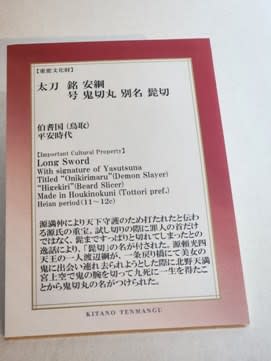 【重要文化財】
太刀 銘 安綱
号 鬼切丸 別名 髭切
伯耆国(鳥取)
平安時代
【Important Cultural Property】
Long Sword
With signature of Yasutsuna
Titled “Onikirimaru”(Demon Slayer)
“Higekiri”(Beard Slicer)
Made in Houkinokuni (Tottori pref.)
Heian period(11～12c)
源満仲により天下守護のため打たれたと伝わ
る源氏の重宝。試し切りの際に罪人の首だけ
ではなく、髭まですっぱりと切れてしまったとの
逸話により、「髭切」の名が付された。源頼光四
天王の一人渡辺綱が、一条戻り橋にて美女の
鬼に出会い連れ去られようとした際に北野天満
宮上空で鬼の腕を切って九死に一生を得たこ
とから鬼切丸の名がつけられた。
KITANO TENMANGU